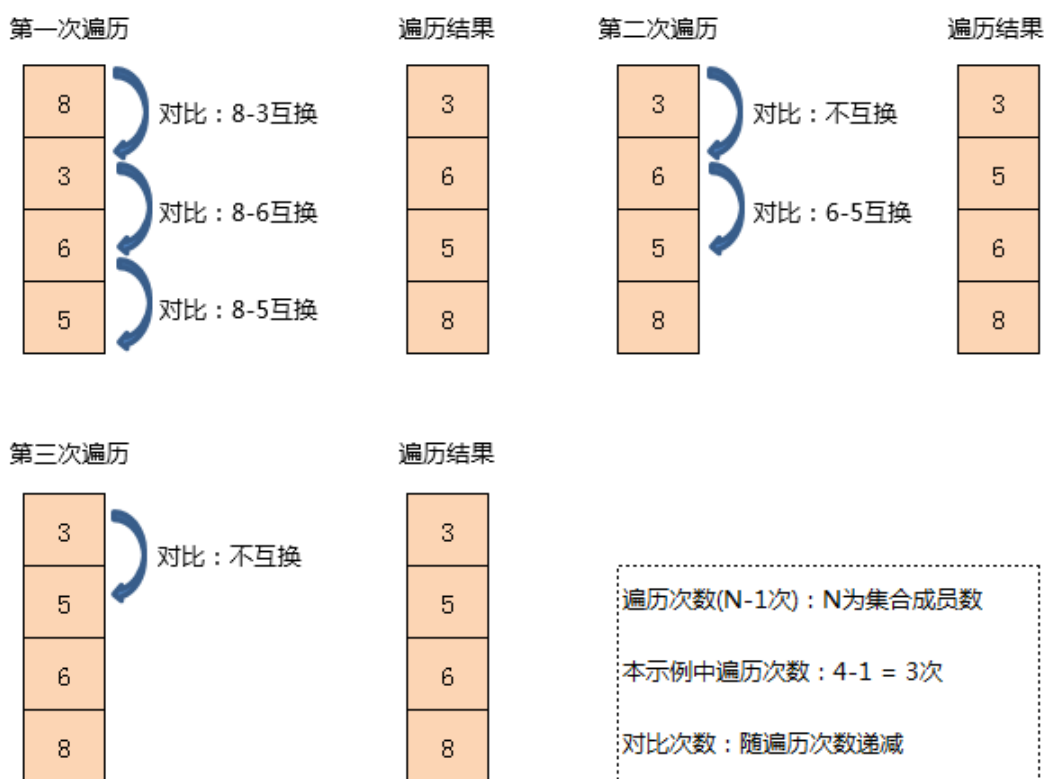 第一次遍历
遍历结果
第二次遍历
遍历结果
8
3
6
5
对比：8-3互换
对比：8-6互换
对比：8-5互换
3
6
5
8
3
6
5
8
对比：不互换
对比：6-5互换
3
5
6
8
第三次遍历
遍历结果
3
5
6
8
对比：不互换
3
5
6
8
遍历次数(N-1次)：N为集合成员数
本示例中遍历次数：4-1 = 3次
对比次数：随遍历次数递减